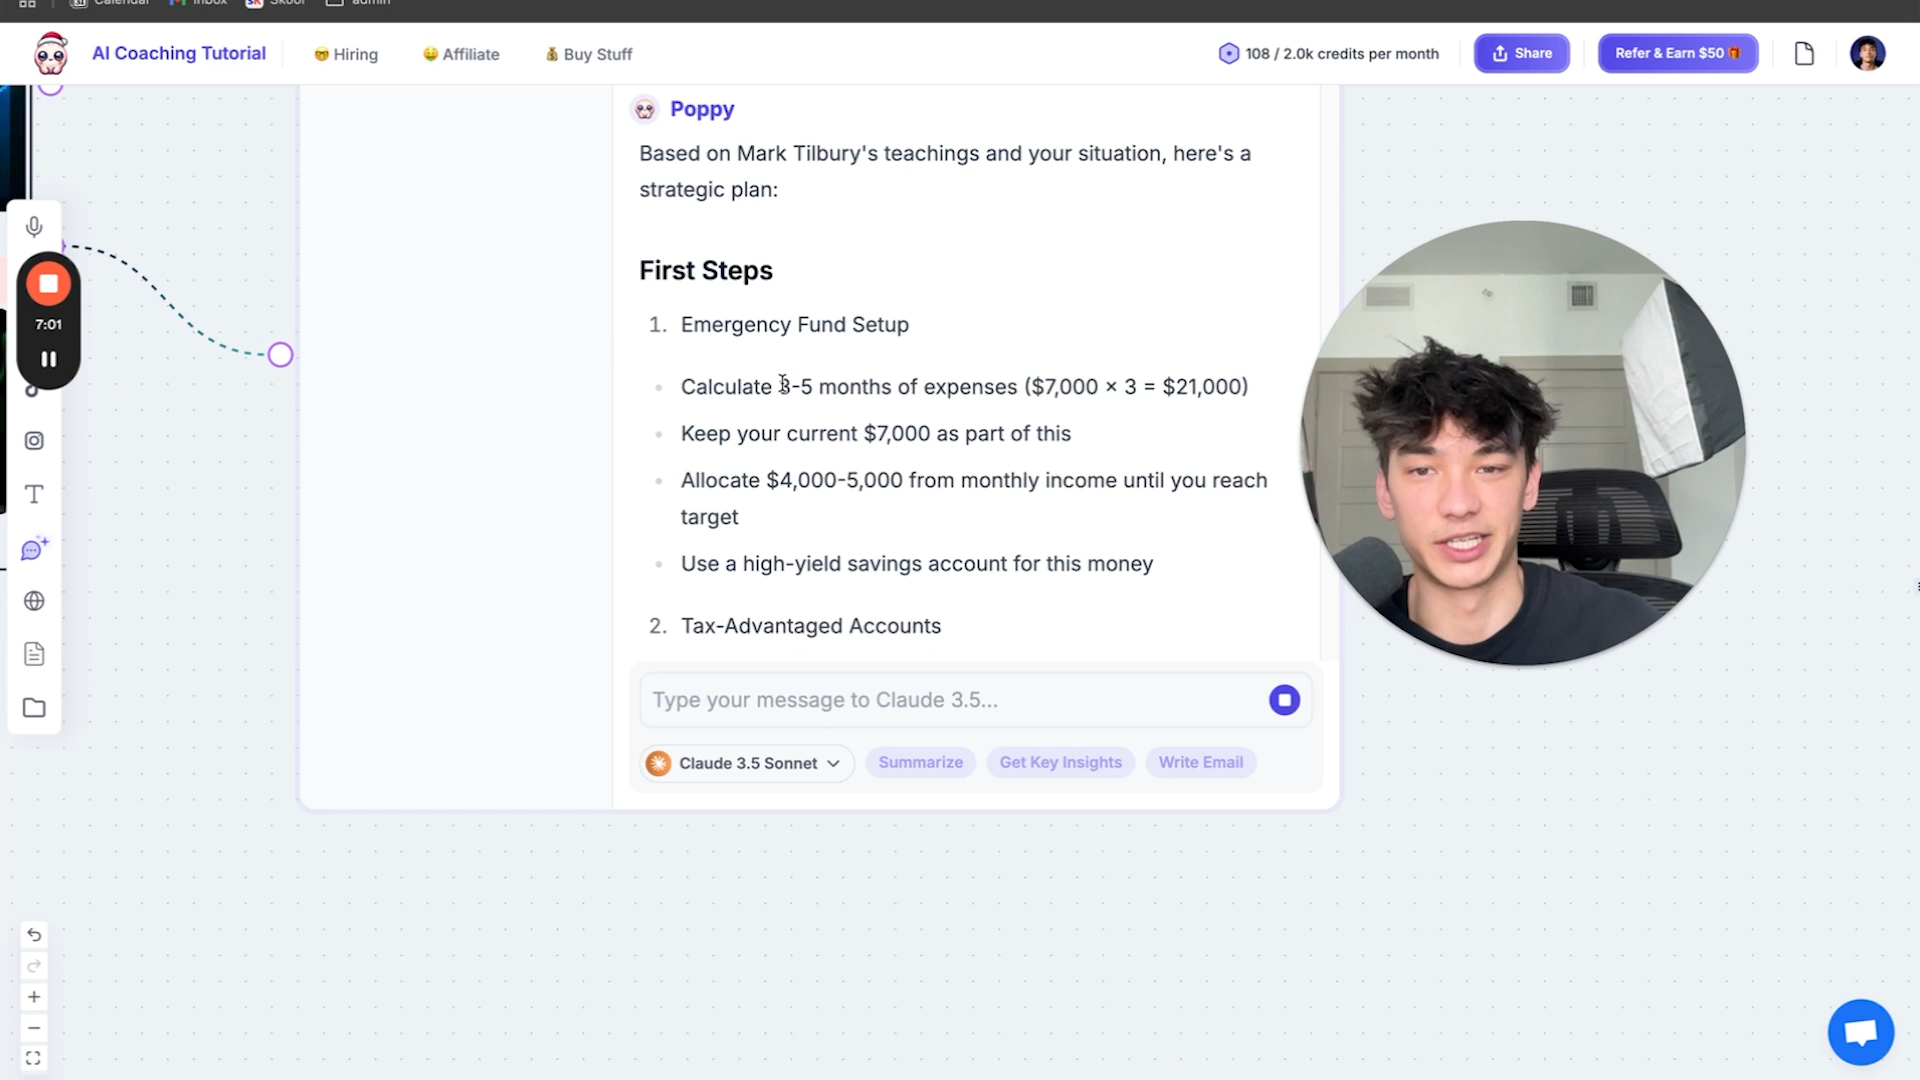 Calendar
Inbox
Skool
admin
AI Coaching Tutorial
🤓 Hiring
🤑 Affiliate
💰 Buy Stuff
108 / 2.0k credits per month
Share
Refer & Earn $50 🎁
Poppy
Based on Mark Tilbury's teachings and your situation, here's a
strategic plan:
First Steps
1. Emergency Fund Setup
• Calculate 3-5 months of expenses ($7,000 × 3 = $21,000)
• Keep your current $7,000 as part of this
• Allocate $4,000-5,000 from monthly income until you reach
target
• Use a high-yield savings account for this money
2. Tax-Advantaged Accounts
7:01
Type your message to Claude 3.5...
Claude 3.5 Sonnet
Summarize
Get Key Insights
Write Email